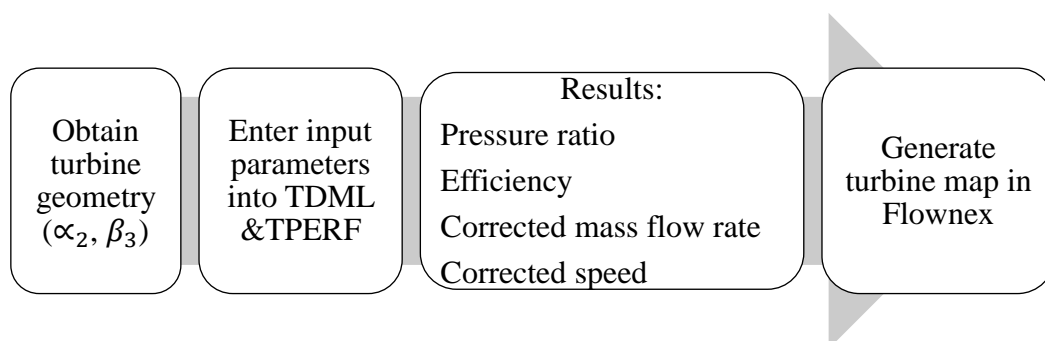 Obtain
turbine
geometry
(∝₂, β₃)
Enter input
parameters
into TDML
&TPERF
Results:
Pressure ratio
Efficiency
Corrected mass flow rate
Corrected speed
Generate
turbine map in
Flownex